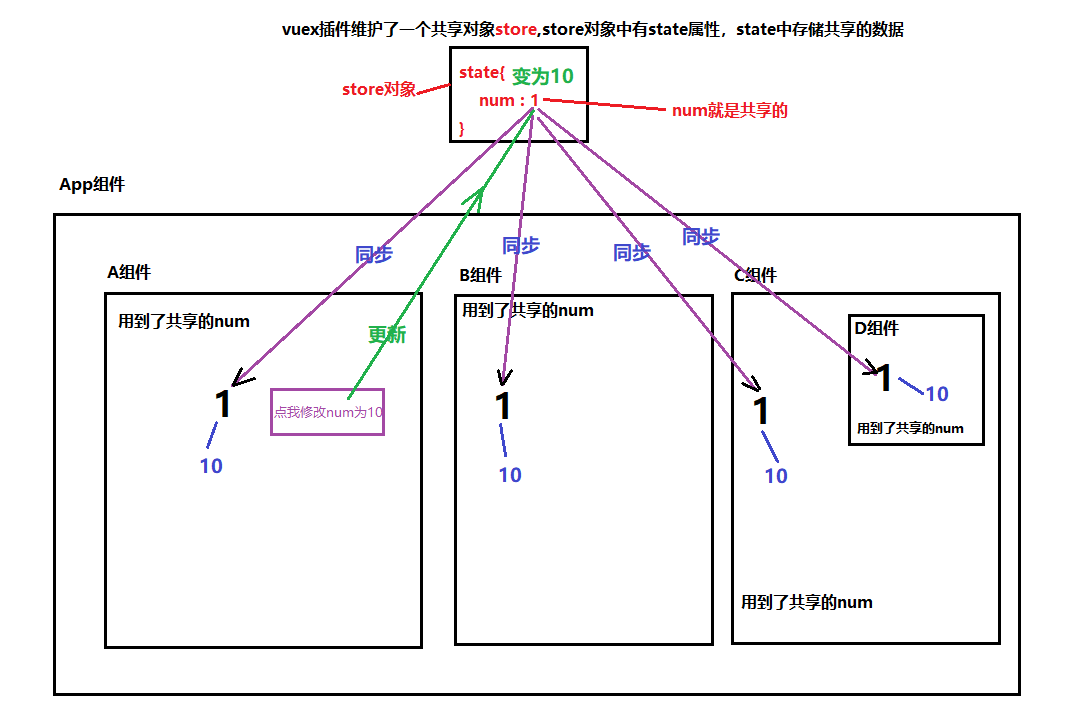 vuex插件维护了一个共享对象store,store对象中有state属性，state中存储共享的数据
state{ 变为10
store对象
num : 1
num就是共享的
}
App组件
同步
同步
同步
同步
A组件
B组件
C组件
用到了共享的num
用到了共享的num
D组件
更新
1
10
用到了共享的num
1
点我修改num为10
1
1
10
10
10
用到了共享的num